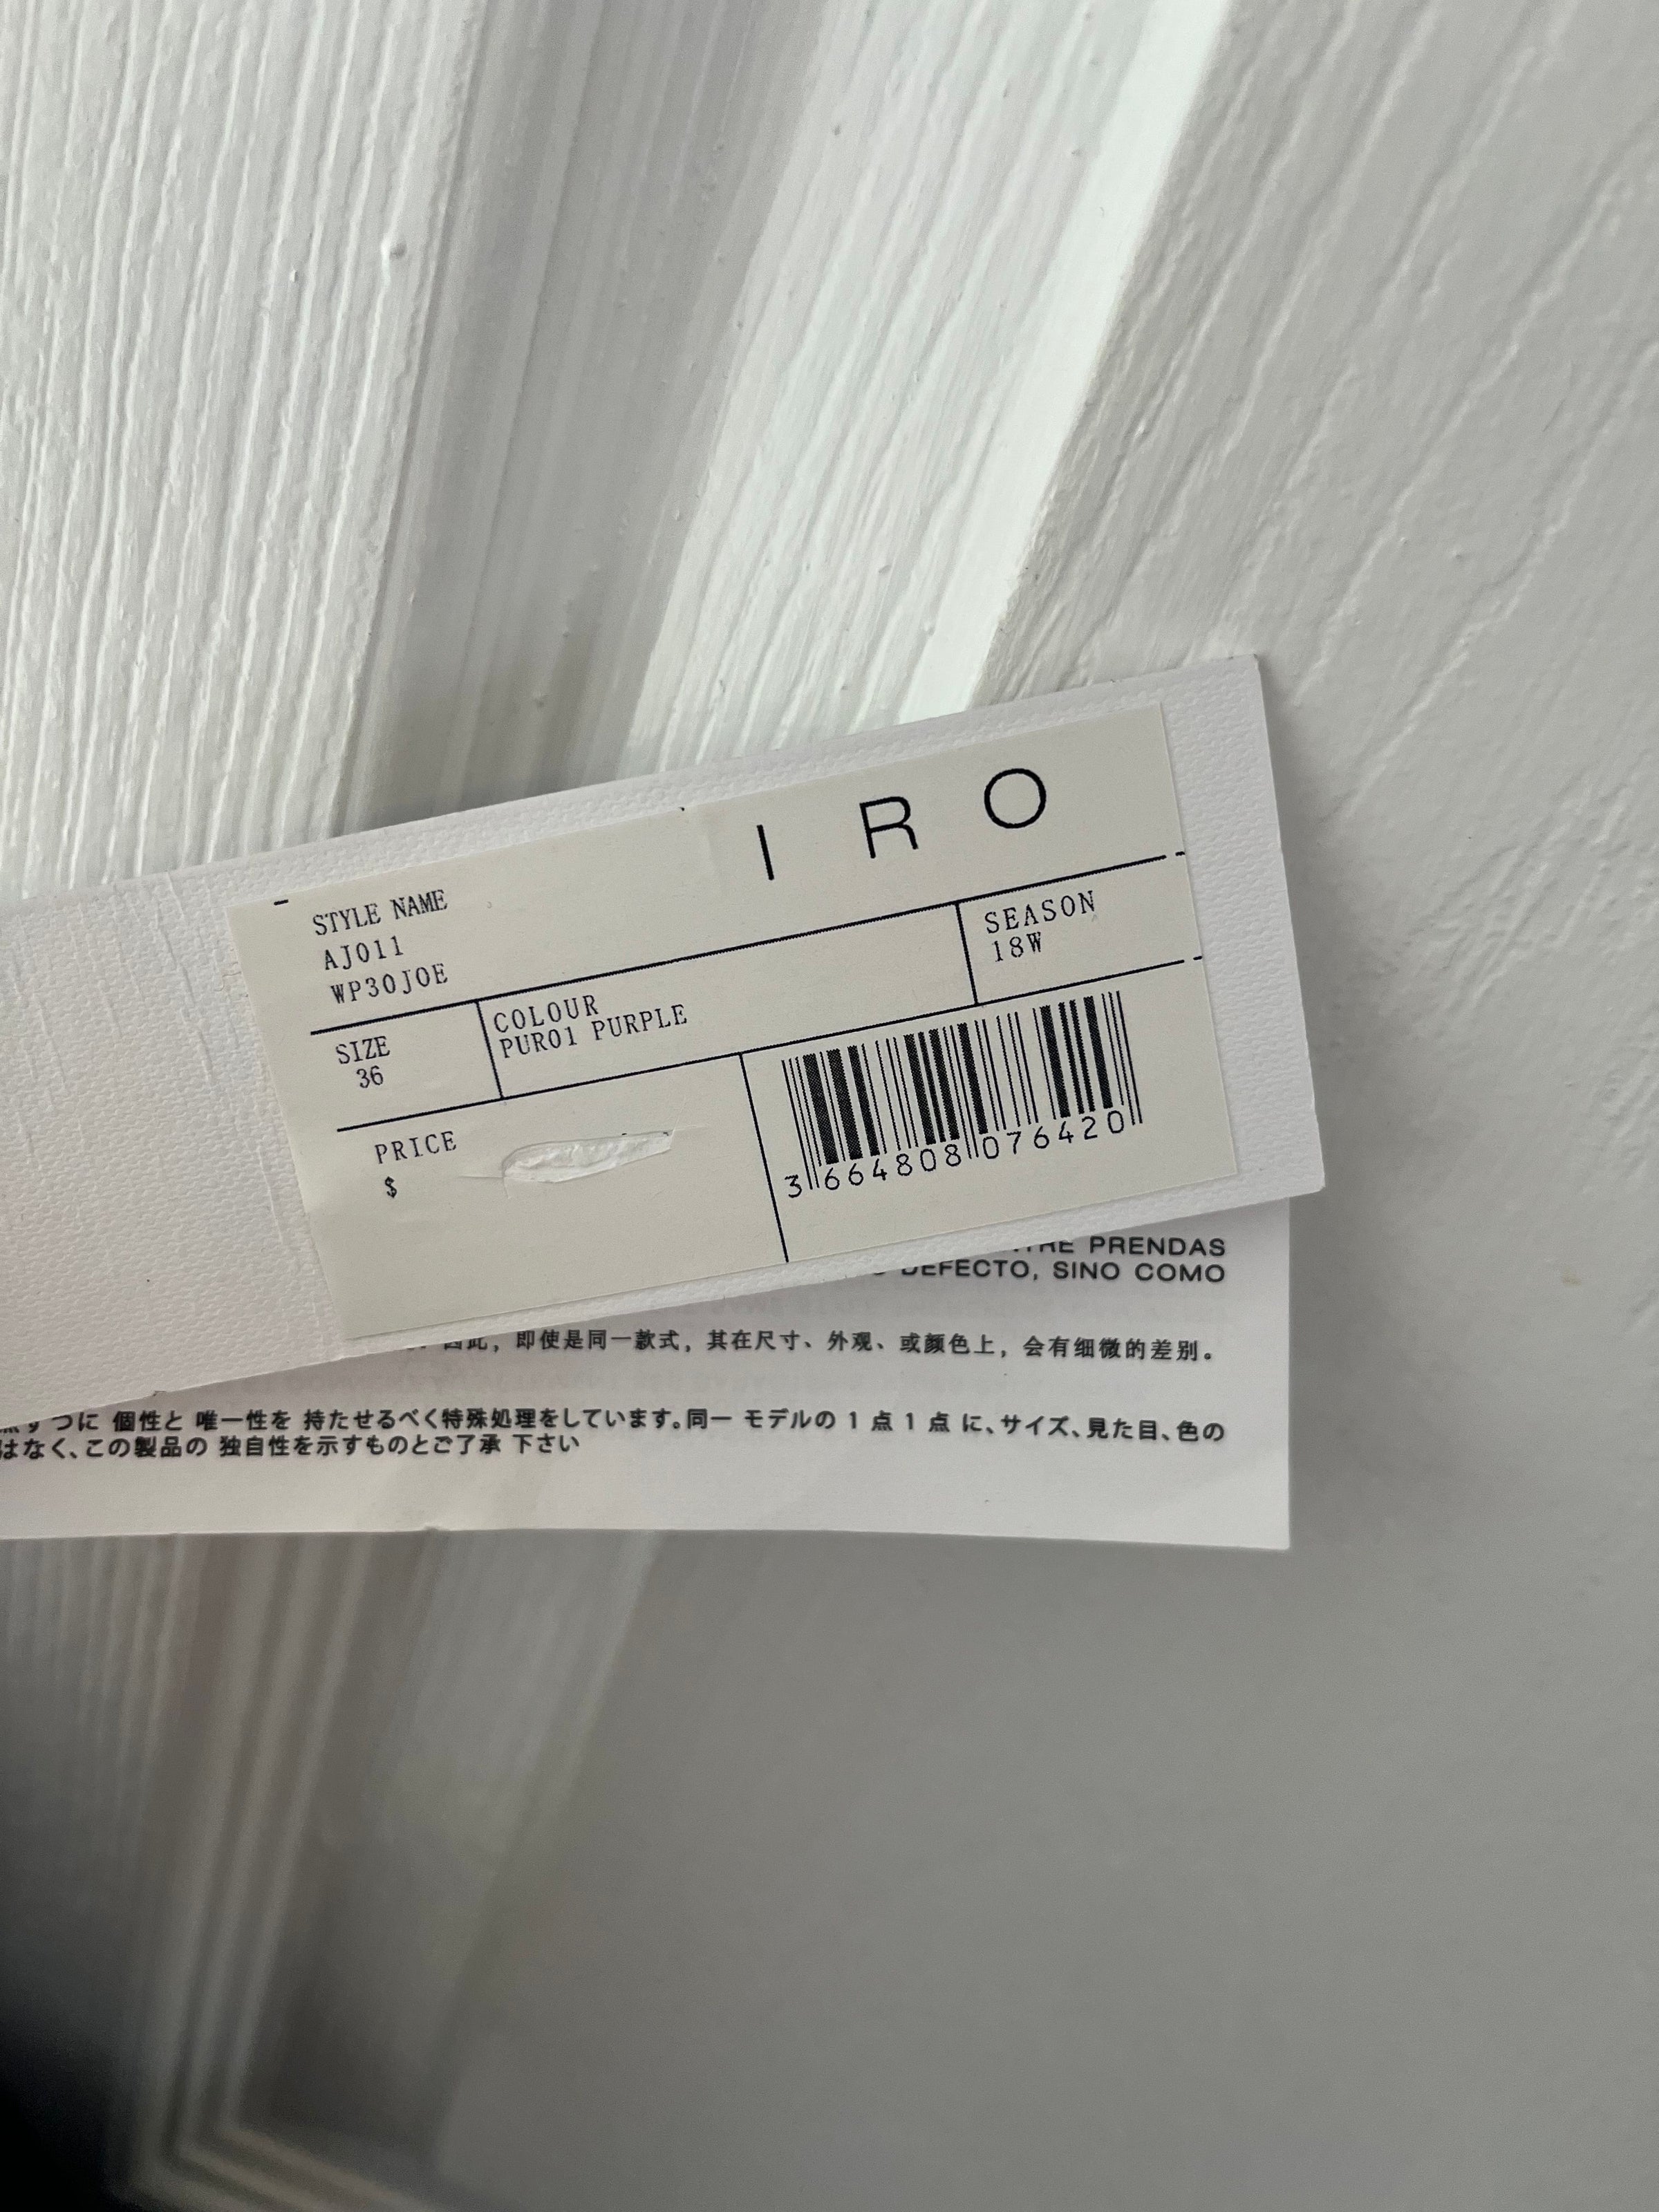 IRO
STYLE NAME
AJ011
WP30JOE
SEASON
18W
SIZE
36
COLOUR
PUR01 PURPLE
PRICE
$
3 664808 076420
PRENDAS
DEFECTO, SINO COMO
因此，即使是同一款式，其在尺寸、外观、或颜色上，会有细微的差别。
つに 個性と 唯一性を 持たせるべく特殊処理をしています。同一 モデルの 1 点 1 点 に、サイズ、見た目、色の
はなく、この製品の 独自性を示すものとご了承 下さい